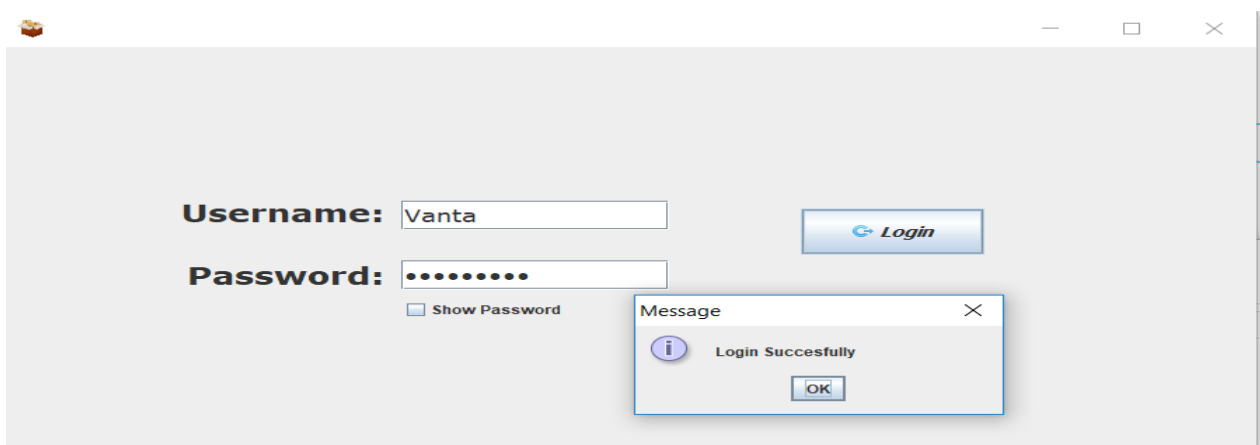 Username: Vanta
Login
Password: •••••••••
Show Password
Message
Login Succesfully
OK